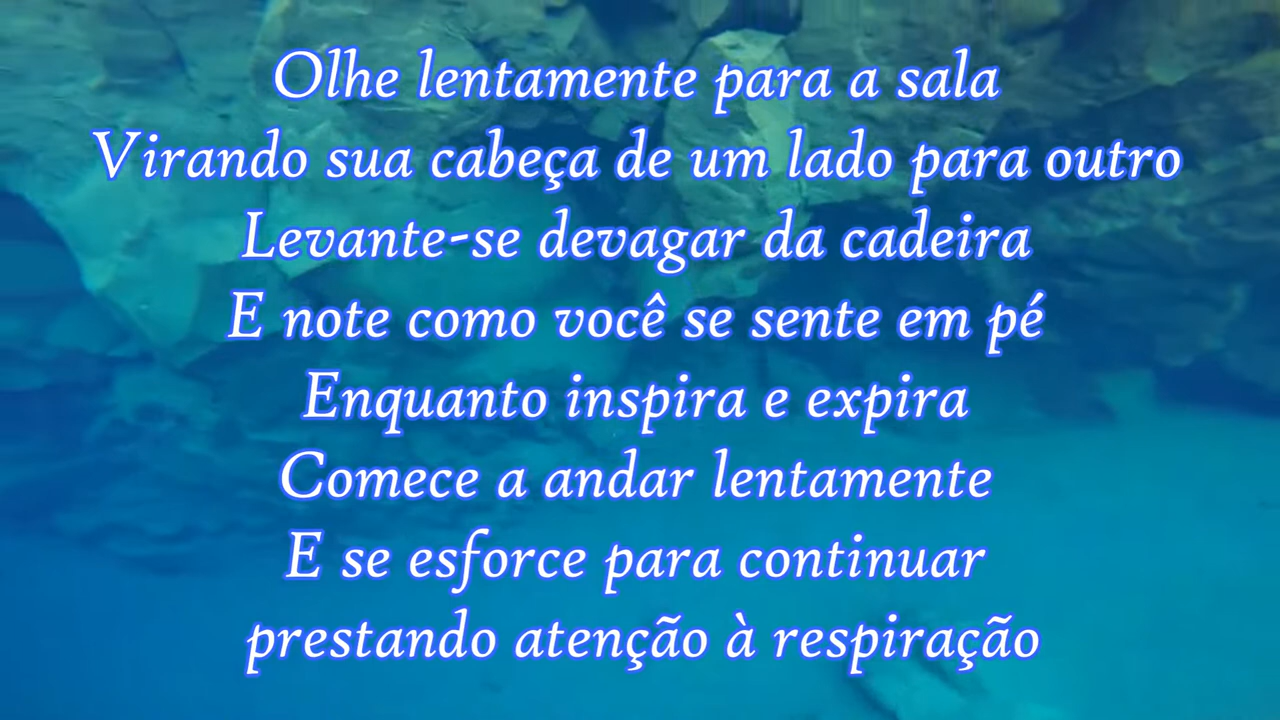 Olhe lentamente para a sala
Virando sua cabeça de um lado para outro
Levante-se devagar da cadeira
E note como você se sente em pé
Enquanto inspira e expira
Comece a andar lentamente
E se esforce para continuar
prestando atenção à respiração